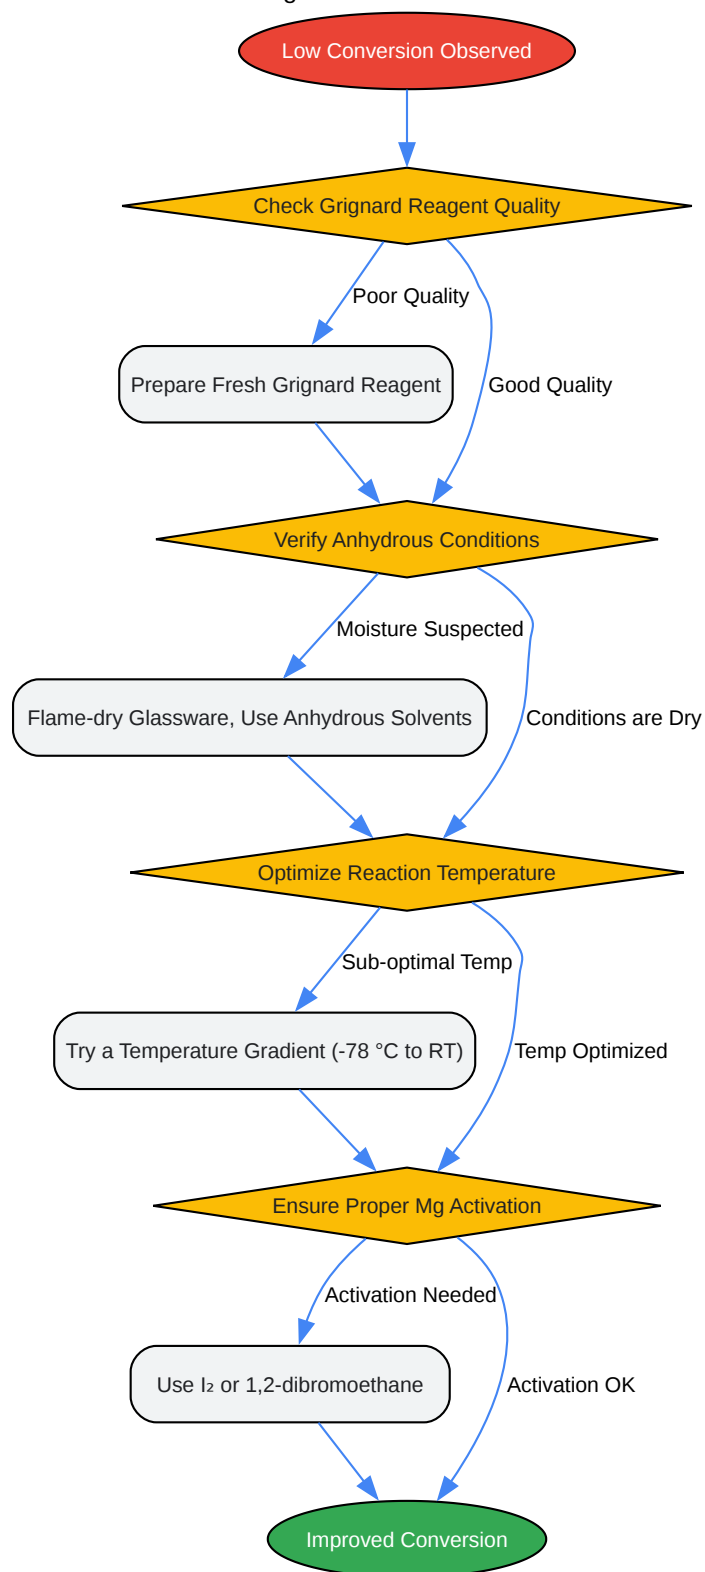 Low Conversion Observed
Check Grignard Reagent Quality
Poor Quality
Prepare Fresh Grignard Reagent
Good Quality
Verify Anhydrous Conditions
Moisture Suspected
Flame-dry Glassware, Use Anhydrous Solvents
Conditions are Dry
Optimize Reaction Temperature
Sub-optimal Temp
Try a Temperature Gradient (-78 °C to RT)
Temp Optimized
Ensure Proper Mg Activation
Activation Needed
Use I₂ or 1,2-dibromoethane
Activation OK
Improved Conversion